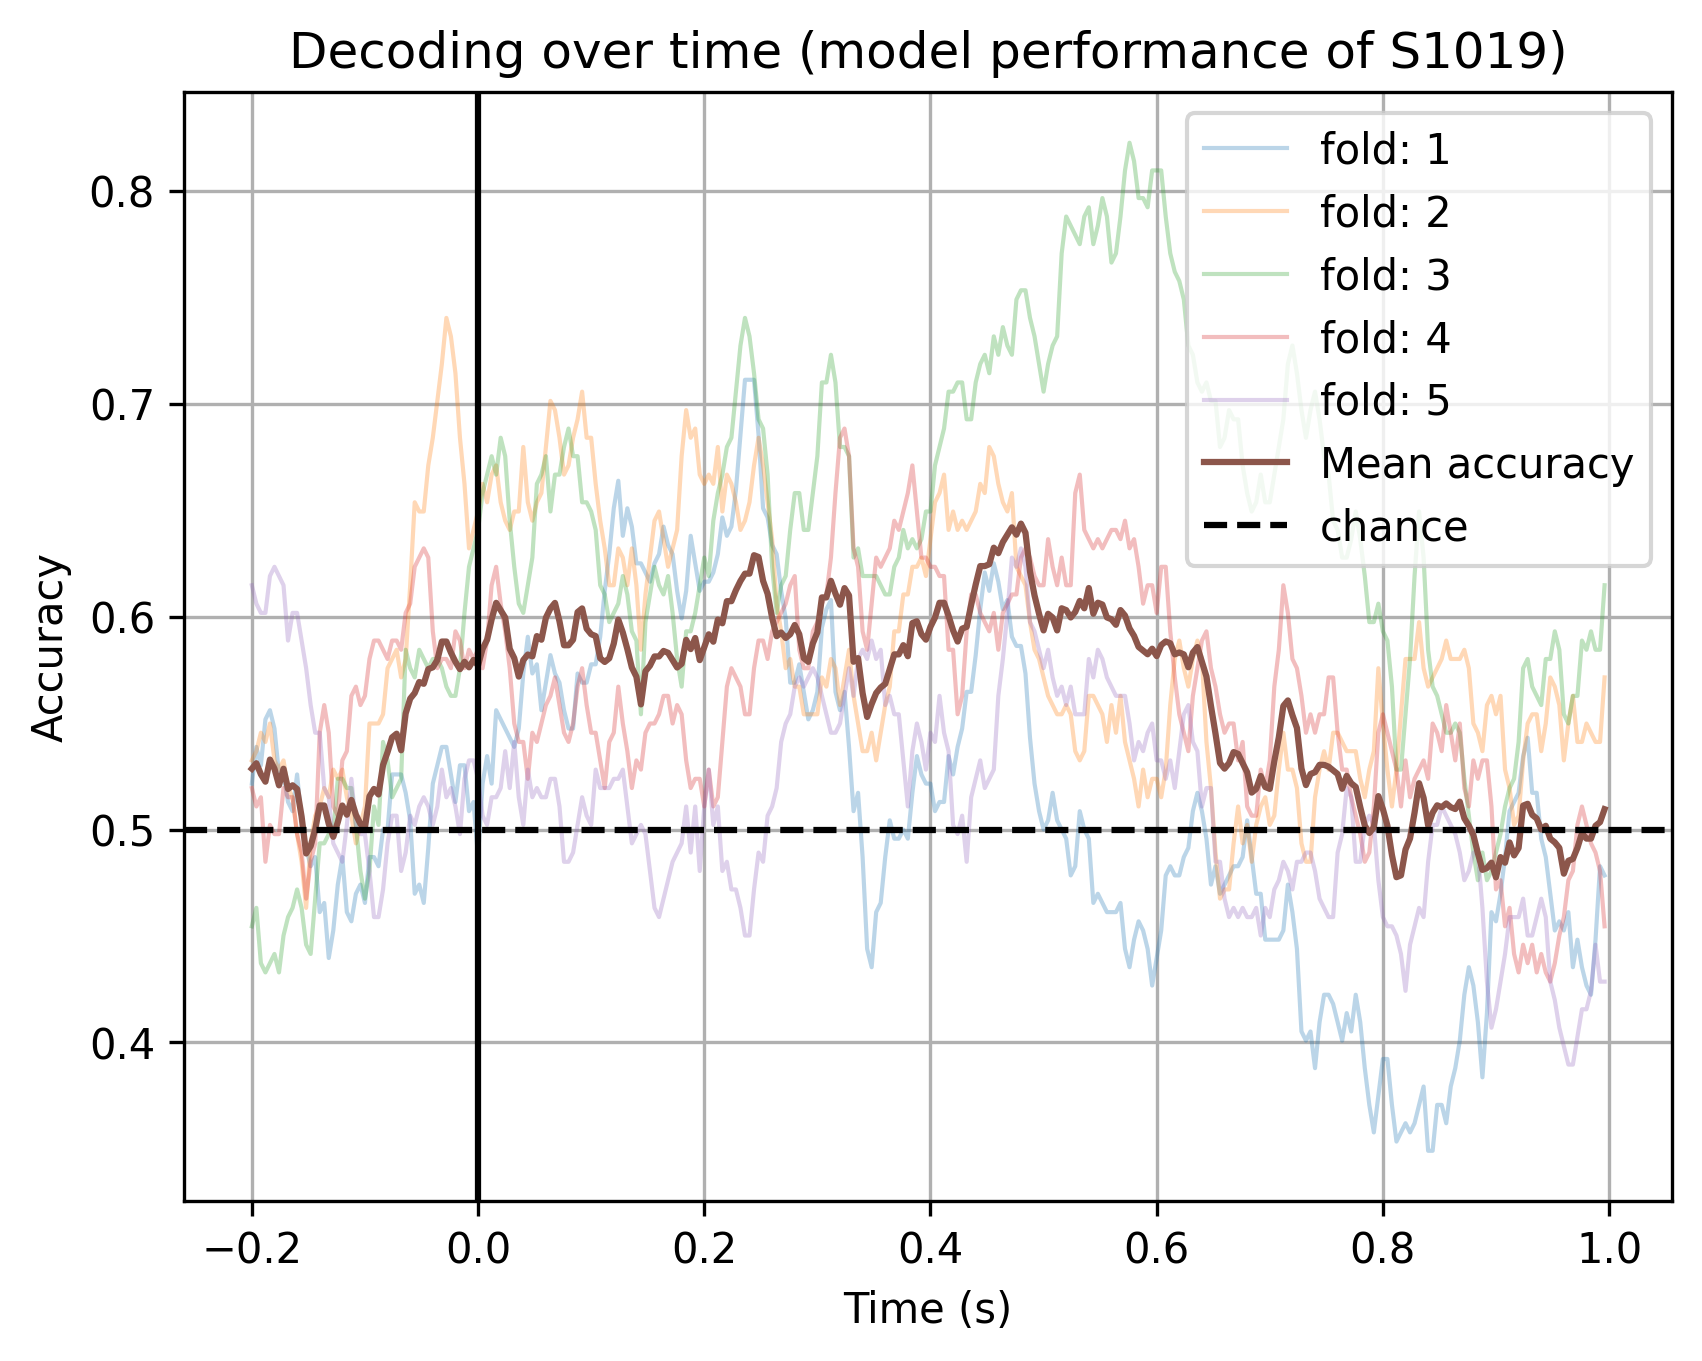 Decoding over time (model performance of S1019)
fold: 1
fold: 2
fold: 3
fold: 4
fold: 5
Mean accuracy
chance
Accuracy
0.8
0.7
0.6
0.5
0.4
−0.2
0.0
0.2
0.4
0.6
0.8
1.0
Time (s)